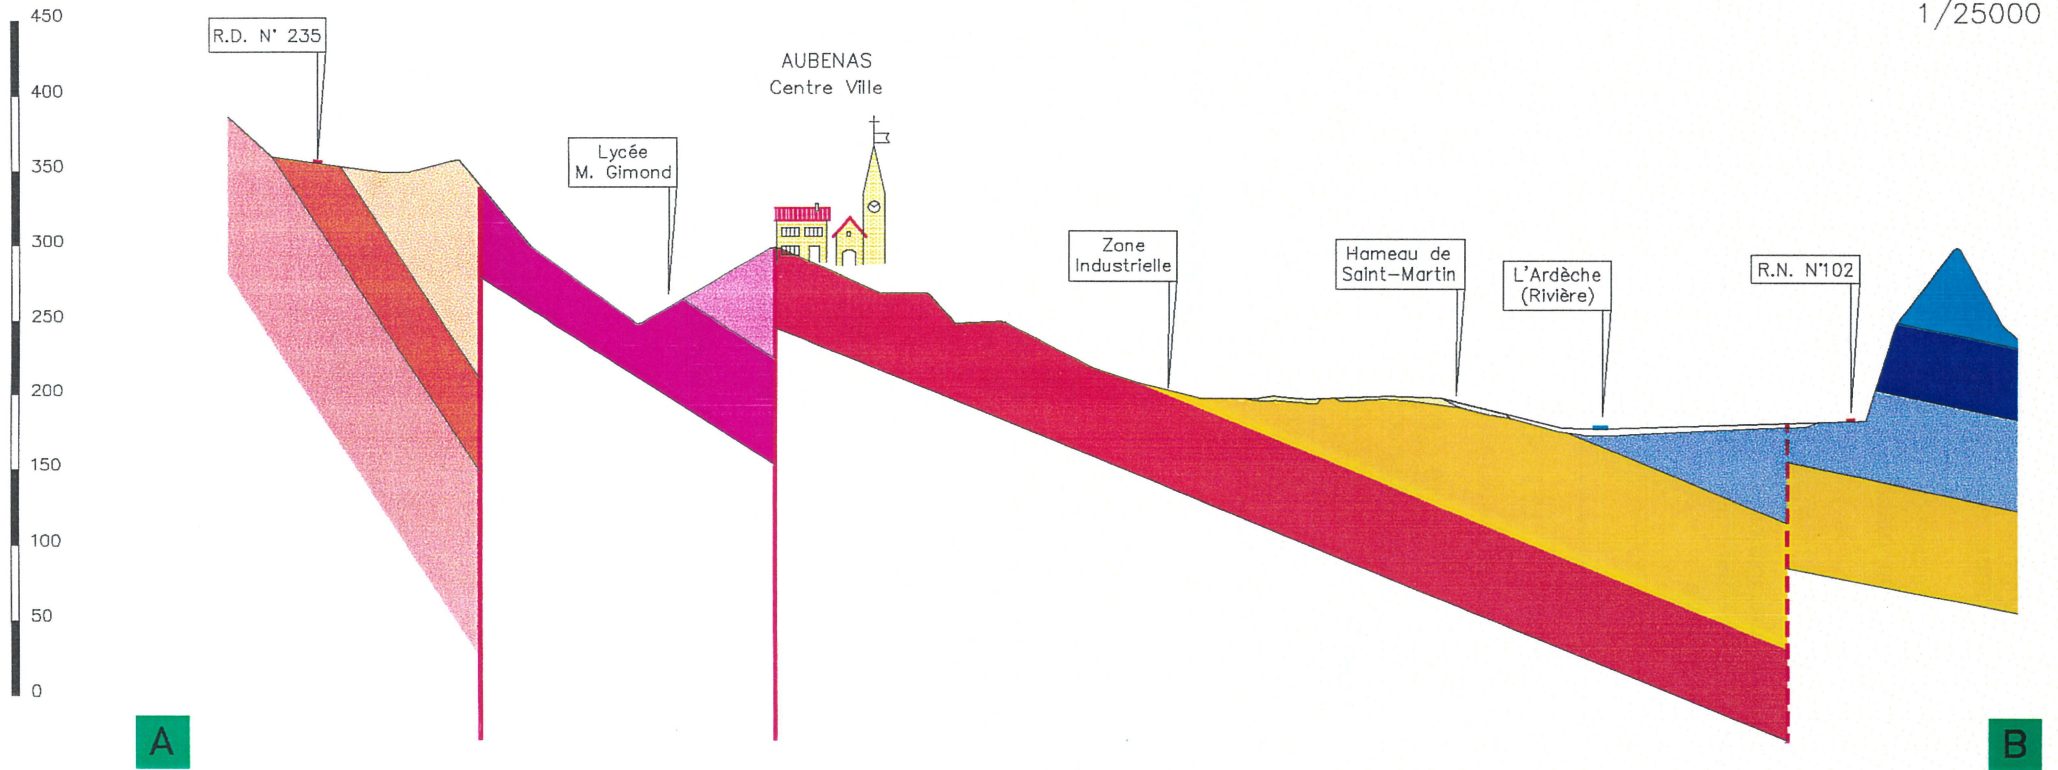 450
400
350
300
250
200
150
100
50
0
1/25000
R.D. N° 235
AUBENAS
Centre Ville
Lycée
M. Gimond
Zone
Industrielle
Hameau de
Saint-Martin
L'Ardèche
(Rivière)
R.N. N°102
A
B